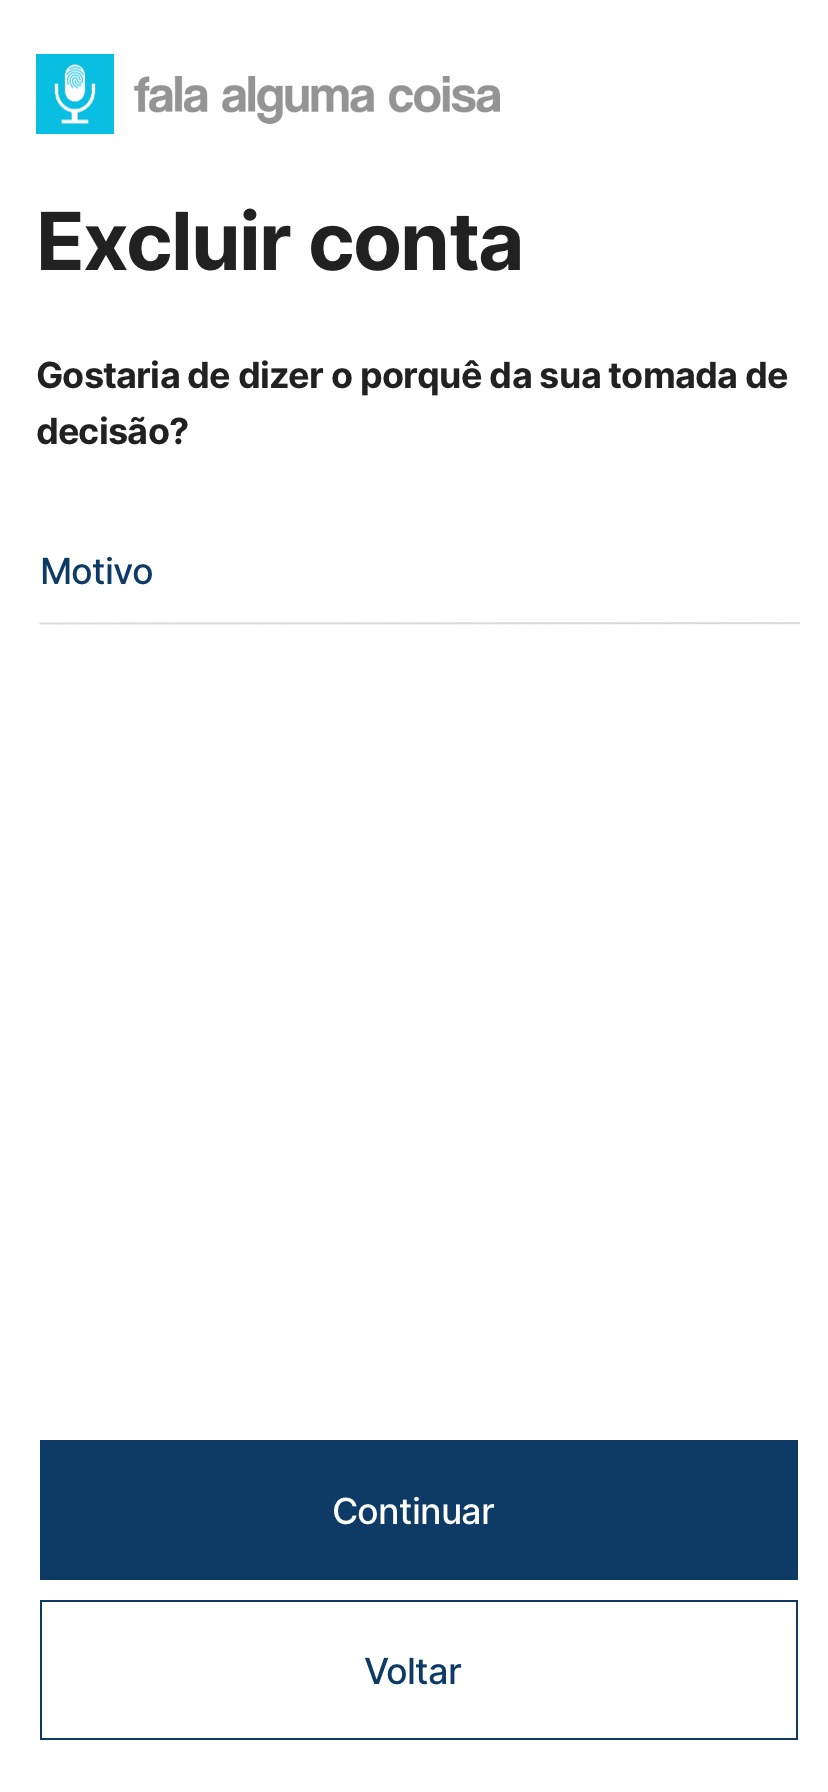 fala alguma coisa
Excluir conta
Gostaria de dizer o porquê da sua tomada de
decisão?
Motivo
Continuar
Voltar